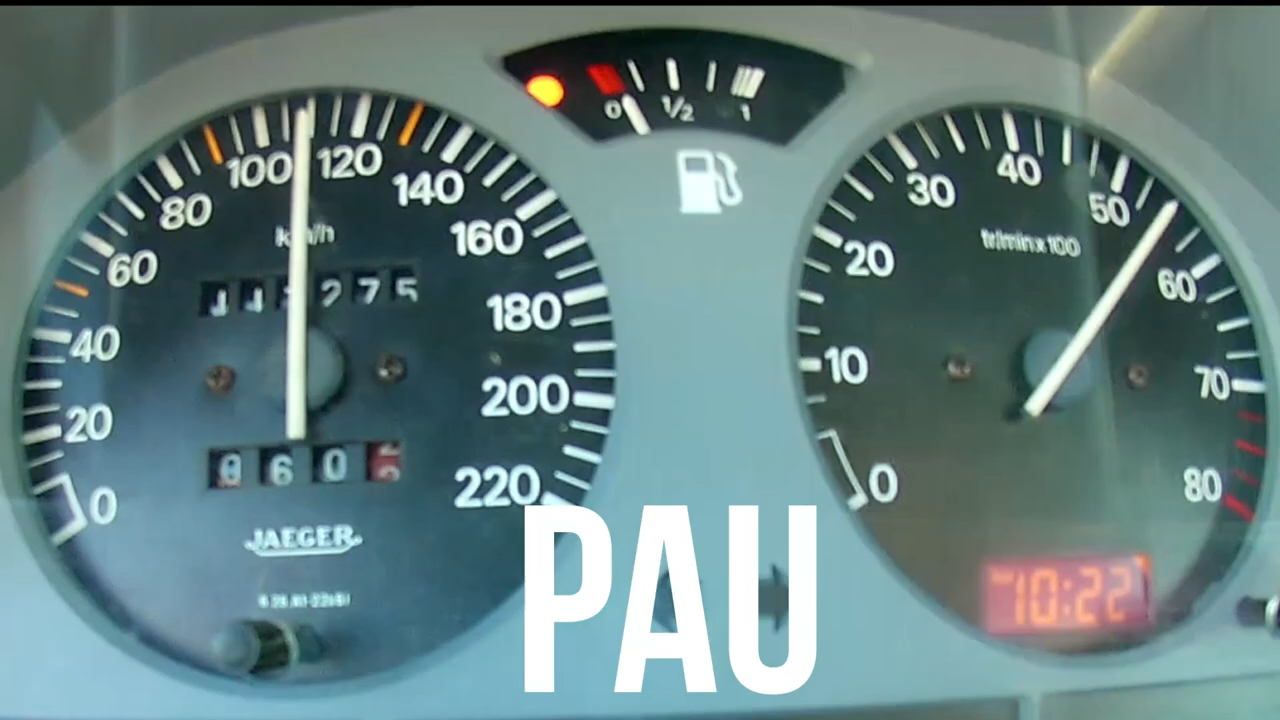 0 1/2 1
0 20 40 60 80 100 120 140 160 180 200 220
km/h
275
960
JAEGER
0 10 20 30 40 50 60 70 80
tr/min x 100
10:22
PAU